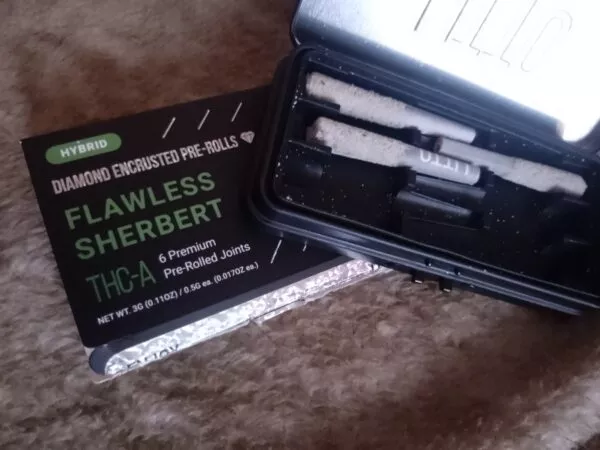 HYBRID
DIAMOND ENCRUSTED PRE-ROLLS
FLAWLESS
SHERBERT
THC-A
6 Premium
Pre-Rolled Joints
NET WT. 3G (0.11OZ) / 0.5G ea. (0.017OZ ea.)